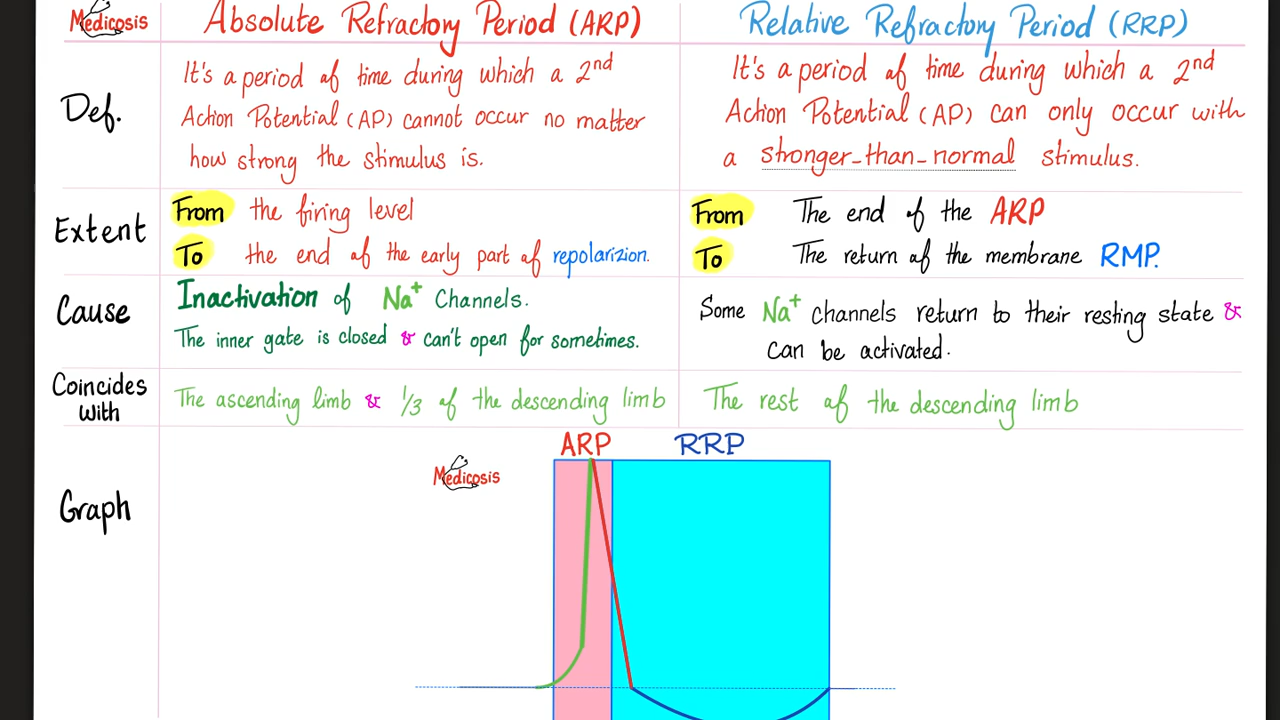 Medicosis
Absolute Refractory Period (ARP)
Relative Refractory Period (RRP)
Def.
It's a period of time during which a 2nd
Action Potential (AP) cannot occur no matter
how strong the stimulus is.
It's a period of time during which a 2nd
Action Potential (AP) can only occur with
a stronger-than-normal stimulus.
Extent
From the firing level
To the end of the early part of repolarizion.
From The end of the ARP
To The return of the membrane RMP.
Cause
Inactivation of Na+ Channels.
The inner gate is closed & can't open for sometimes.
Some Na+ channels return to their resting state &
can be activated.
Coincides
with
The ascending limb & 1/3 of the descending limb
The rest of the descending limb
Graph
ARP
RRP
Medicosis